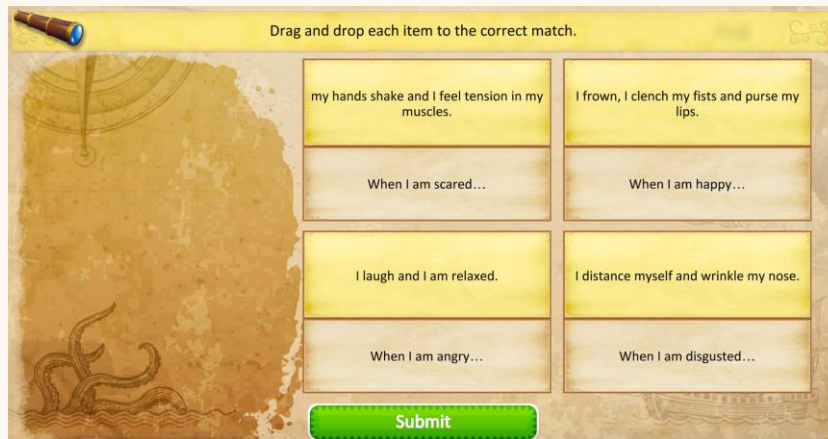 Drag and drop each item to the correct match.
my hands shake and I feel tension in my
muscles.
I frown, I clench my fists and purse my
lips.
When I am scared…
When I am happy…
I laugh and I am relaxed.
I distance myself and wrinkle my nose.
When I am angry…
When I am disgusted…
Submit